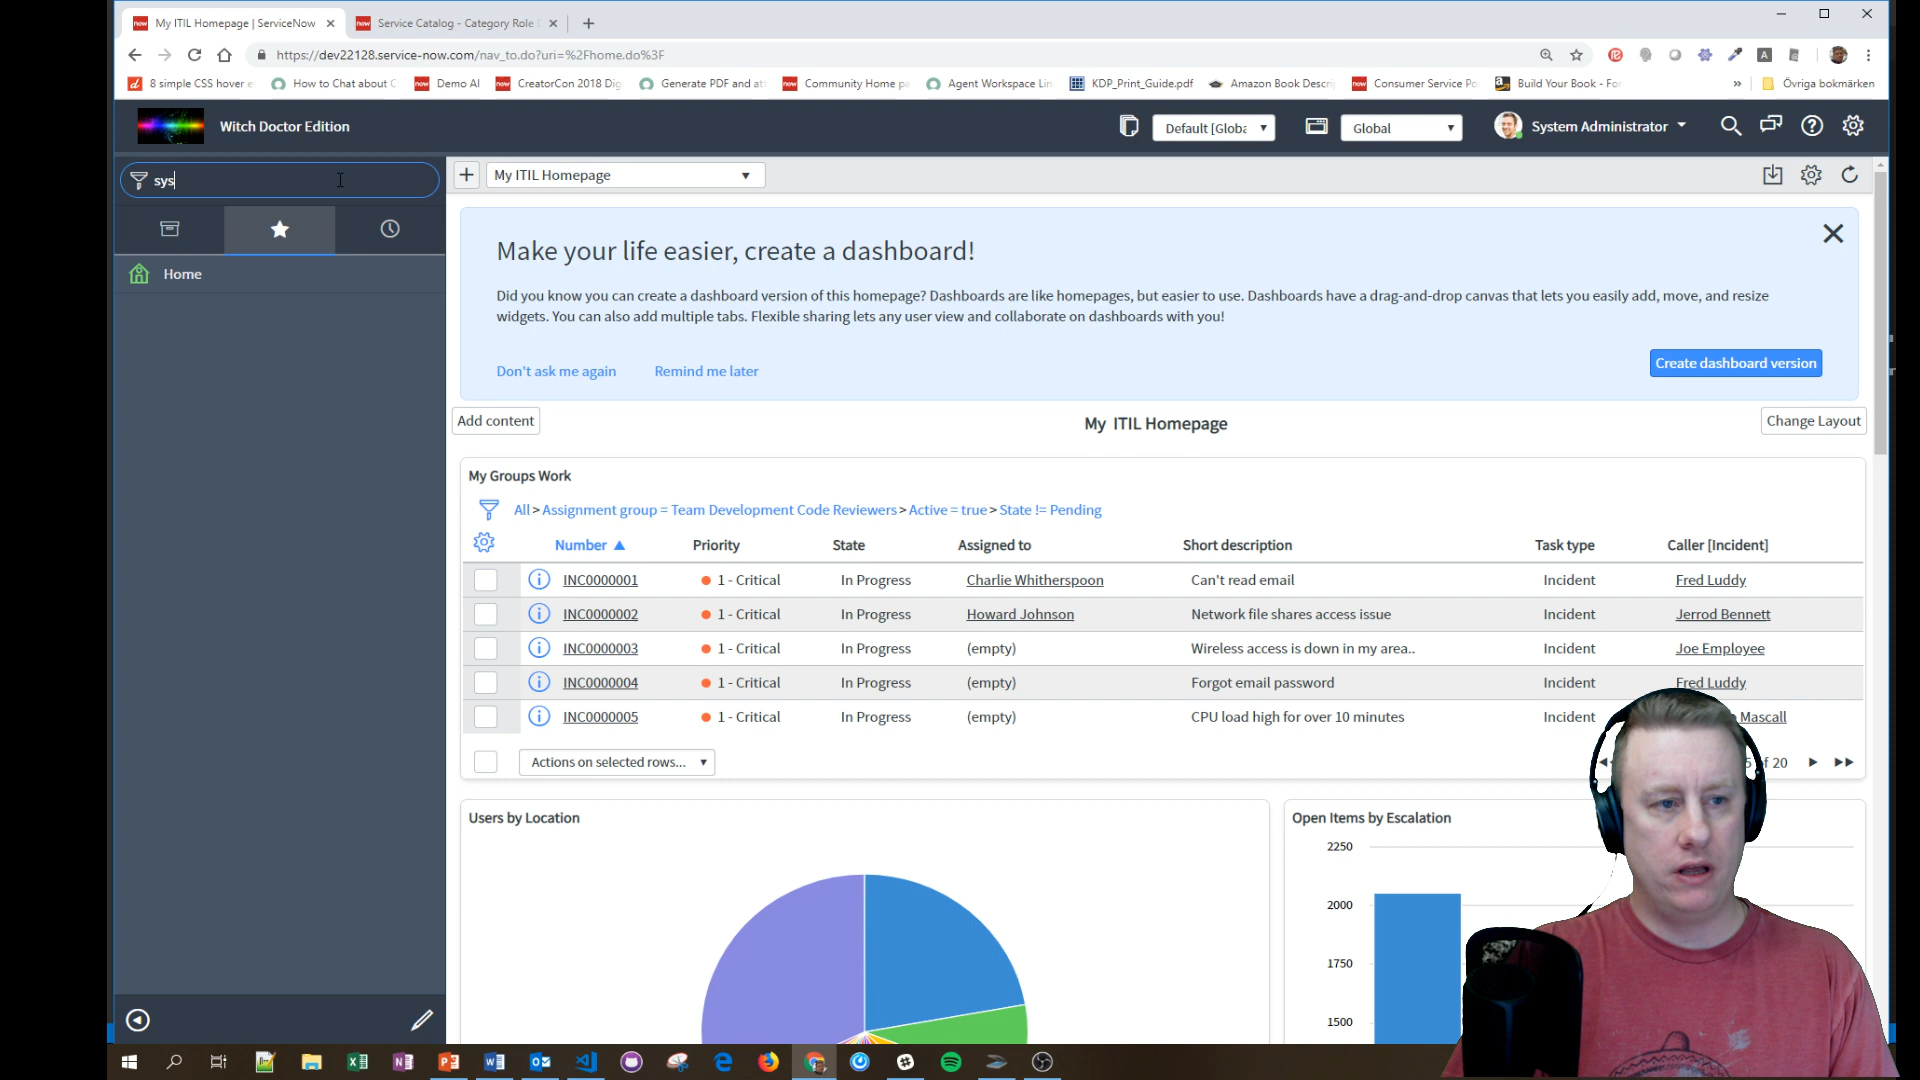 My ITIL Homepage | ServiceNow
Service Catalog - Category Role
https://dev22128.service-now.com/nav_to.do?uri=%2Fhome.do%3F
8 simple CSS hover
How to Chat about
Demo AI
CreatorCon 2018
Generate PDF and
Community Home
Agent Workspace
KDP_Print_Guide.pdf
Amazon Book
Consumer Service
Build Your Book -
»
Övriga bokmärken
Witch Doctor Edition
Default [Globa
Global
System Administrator
sys
My ITIL Homepage
Home
Make your life easier, create a dashboard!
Did you know you can create a dashboard version of this homepage? Dashboards are like homepages, but easier to use. Dashboards have a drag-and-drop canvas that lets you easily add, move, and resize
widgets. You can also add multiple tabs. Flexible sharing lets any user view and collaborate on dashboards with you!
Don't ask me again
Remind me later
Create dashboard version
Add content
My ITIL Homepage
Change Layout
My Groups Work
All > Assignment group = Team Development Code Reviewers > Active = true > State != Pending
Number Priority State Assigned to Short description Task type Caller [Incident]
INC0000001 1 - Critical In Progress Charlie Whitherspoon Can't read email Incident Fred Luddy
INC0000002 1 - Critical In Progress Howard Johnson Network file shares access issue Incident Jerrod Bennett
INC0000003 1 - Critical In Progress (empty) Wireless access is down in my area.. Incident Joe Employee
INC0000004 1 - Critical In Progress (empty) Forgot email password Incident Fred Luddy
INC0000005 1 - Critical In Progress (empty) CPU load high for over 10 minutes Incident Mascall
Actions on selected rows...
of 20
Users by Location
Open Items by Escalation
2250
2000
1750
1500